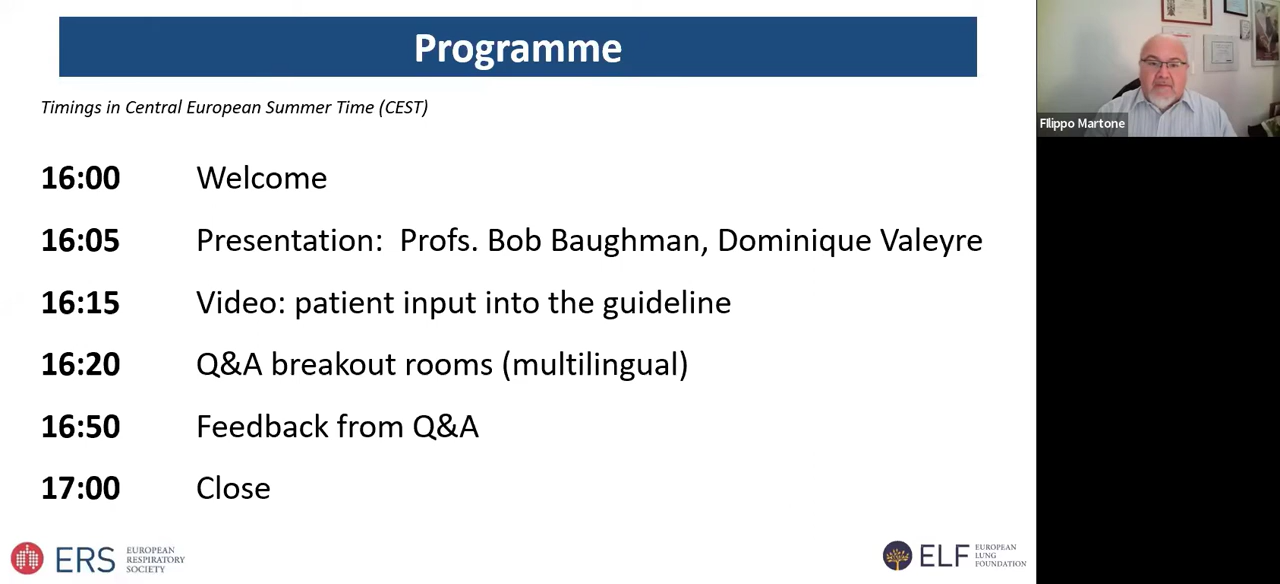 Programme
Timings in Central European Summer Time (CEST)
16:00 Welcome
16:05 Presentation: Profs. Bob Baughman, Dominique Valeyre
16:15 Video: patient input into the guideline
16:20 Q&A breakout rooms (multilingual)
16:50 Feedback from Q&A
17:00 Close
ERS
EUROPEAN
RESPIRATORY
SOCIETY
ELF
EUROPEAN
LUNG
FOUNDATION
FIlippo Martone